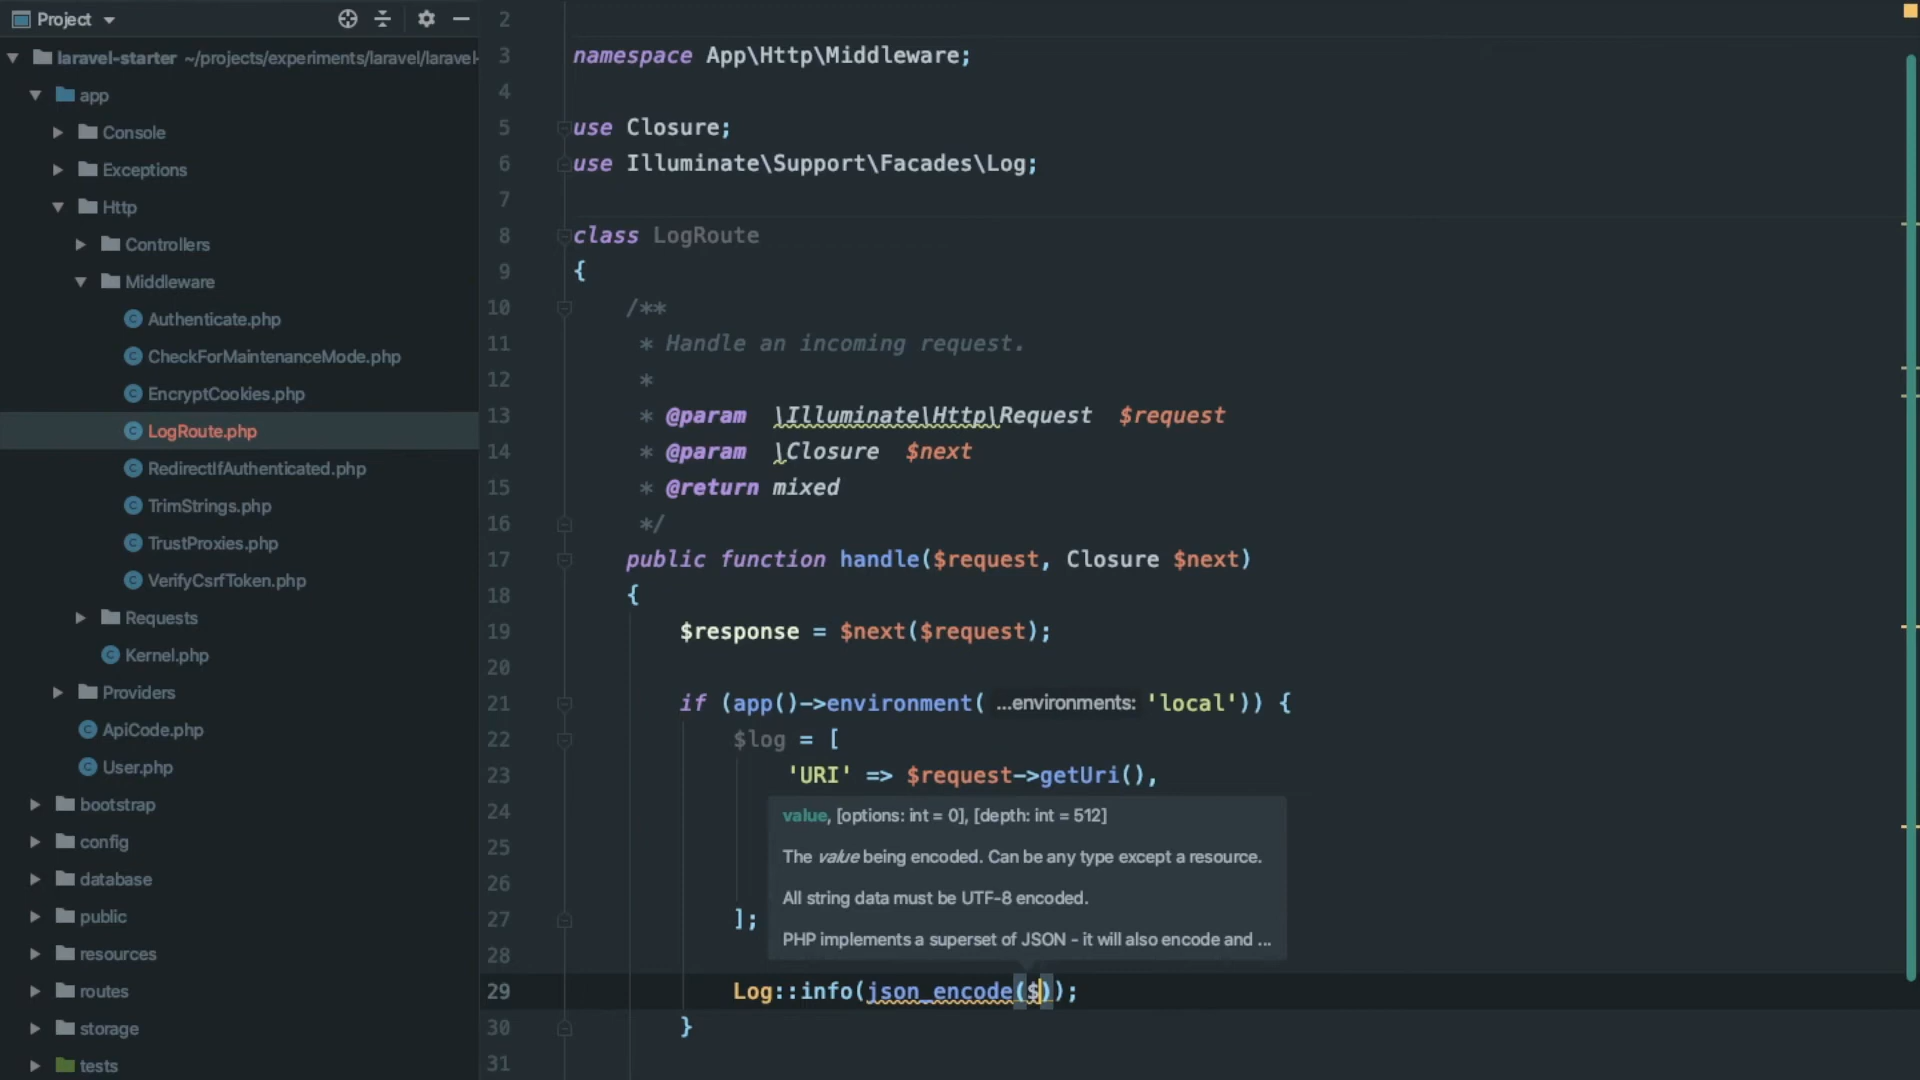 Project
laravel-starter ~/projects/experiments/laravel/laravel-
app
Console
Exceptions
Http
Controllers
Middleware
Authenticate.php
CheckForMaintenanceMode.php
EncryptCookies.php
LogRoute.php
RedirectIfAuthenticated.php
TrimStrings.php
TrustProxies.php
VerifyCsrfToken.php
Requests
Kernel.php
Providers
ApiCode.php
User.php
bootstrap
config
database
public
resources
routes
storage
tests
2
3 namespace App\Http\Middleware;
4
5 use Closure;
6 use Illuminate\Support\Facades\Log;
7
8 class LogRoute
9 {
10 /**
11 * Handle an incoming request.
12 *
13 * @param \Illuminate\Http\Request $request
14 * @param \Closure $next
15 * @return mixed
16 */
17 public function handle($request, Closure $next)
18 {
19 $response = $next($request);
20
21 if (app()->environment( ...environments: 'local')) {
22 $log = [
23 'URI' => $request->getUri(),
24
25
26
27 ];
28
29 Log::info(json_encode($));
30 }
31
value, [options: int = 0], [depth: int = 512]
The value being encoded. Can be any type except a resource.
All string data must be UTF-8 encoded.
PHP implements a superset of JSON - it will also encode and ...